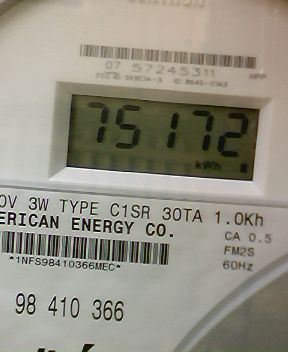 07 57245311
75172
kWh
0V 3W TYPE C1SR 30TA 1.0Kh
ERICAN ENERGY CO.
CA 0.5
FM2S
60Hz
*1NFS98410366MEC*
98 410 366